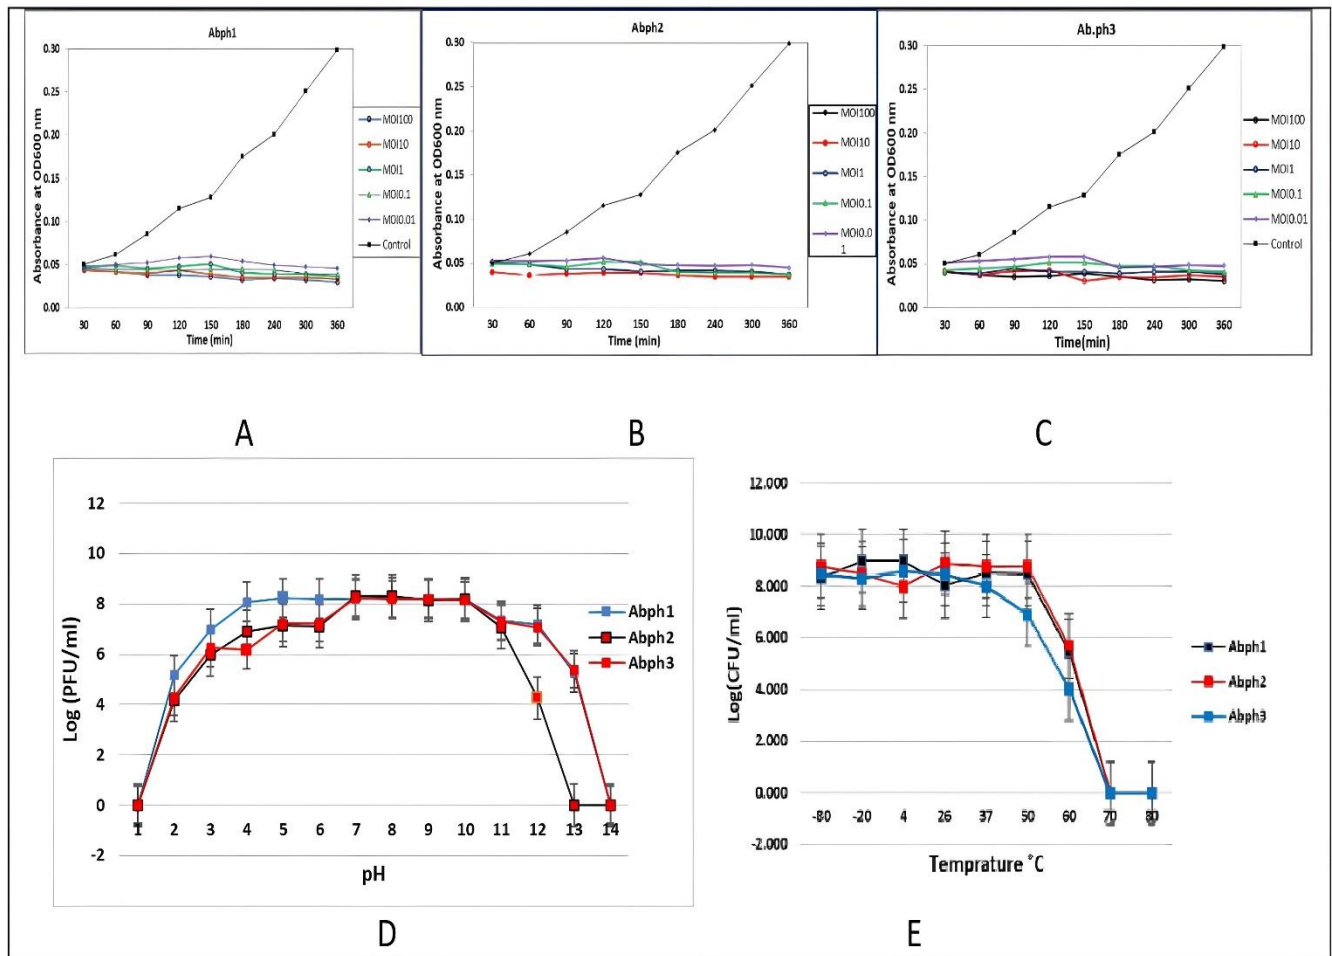 Abph1
0.30
0.25
0.20
0.15
0.10
0.05
0.00
Absorbance at OD600 nm
30 60 90 120 150 180 240 300 360
Time (min)
MOI100
MOI10
MOI1
MOI0.1
MOI0.01
Control
Abph2
0.30
0.25
0.20
0.15
0.10
0.05
0.00
Absorbance at OD600 nm
30 60 90 120 150 180 240 300 360
Time (min)
MOI100
MOI10
MOI1
MOI0.1
MOI0.0
1
Ab.ph3
0.30
0.25
0.20
0.15
0.10
0.05
0.00
Absorbance at OD600 nm
30 60 90 120 150 180 240 300 360
Time(min)
MOI100
MOI10
MOI1
MOI0.1
MOI0.01
Control
A
B
C
12
10
8
6
4
2
0
-2
Log (PFU/ml)
1 2 3 4 5 6 7 8 9 10 11 12 13 14
pH
Abph1
Abph2
Abph3
12.000
10.000
8.000
6.000
4.000
2.000
0.000
-2.000
Log(CFU/ml)
-80 -20 4 26 37 50 60 70 80
Temprature °C
Abph1
Abph2
Abph3
D
E